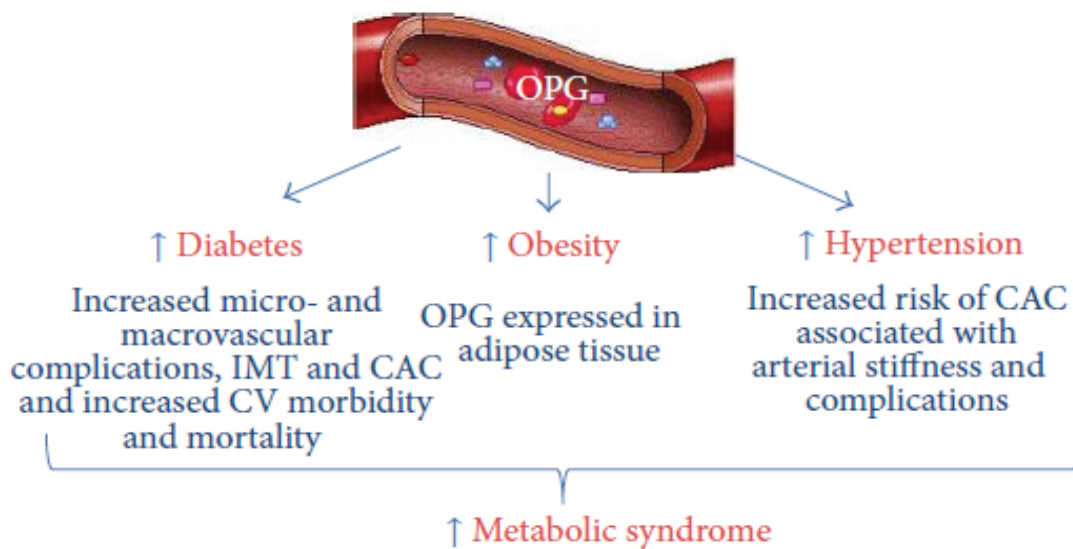 OPG
↑ Diabetes
Increased micro- and
macrovascular
complications, IMT and CAC
and increased CV morbidity
and mortality
↑ Obesity
OPG expressed in
adipose tissue
↑ Hypertension
Increased risk of CAC
associated with
arterial stiffness and
complications
↑ Metabolic syndrome